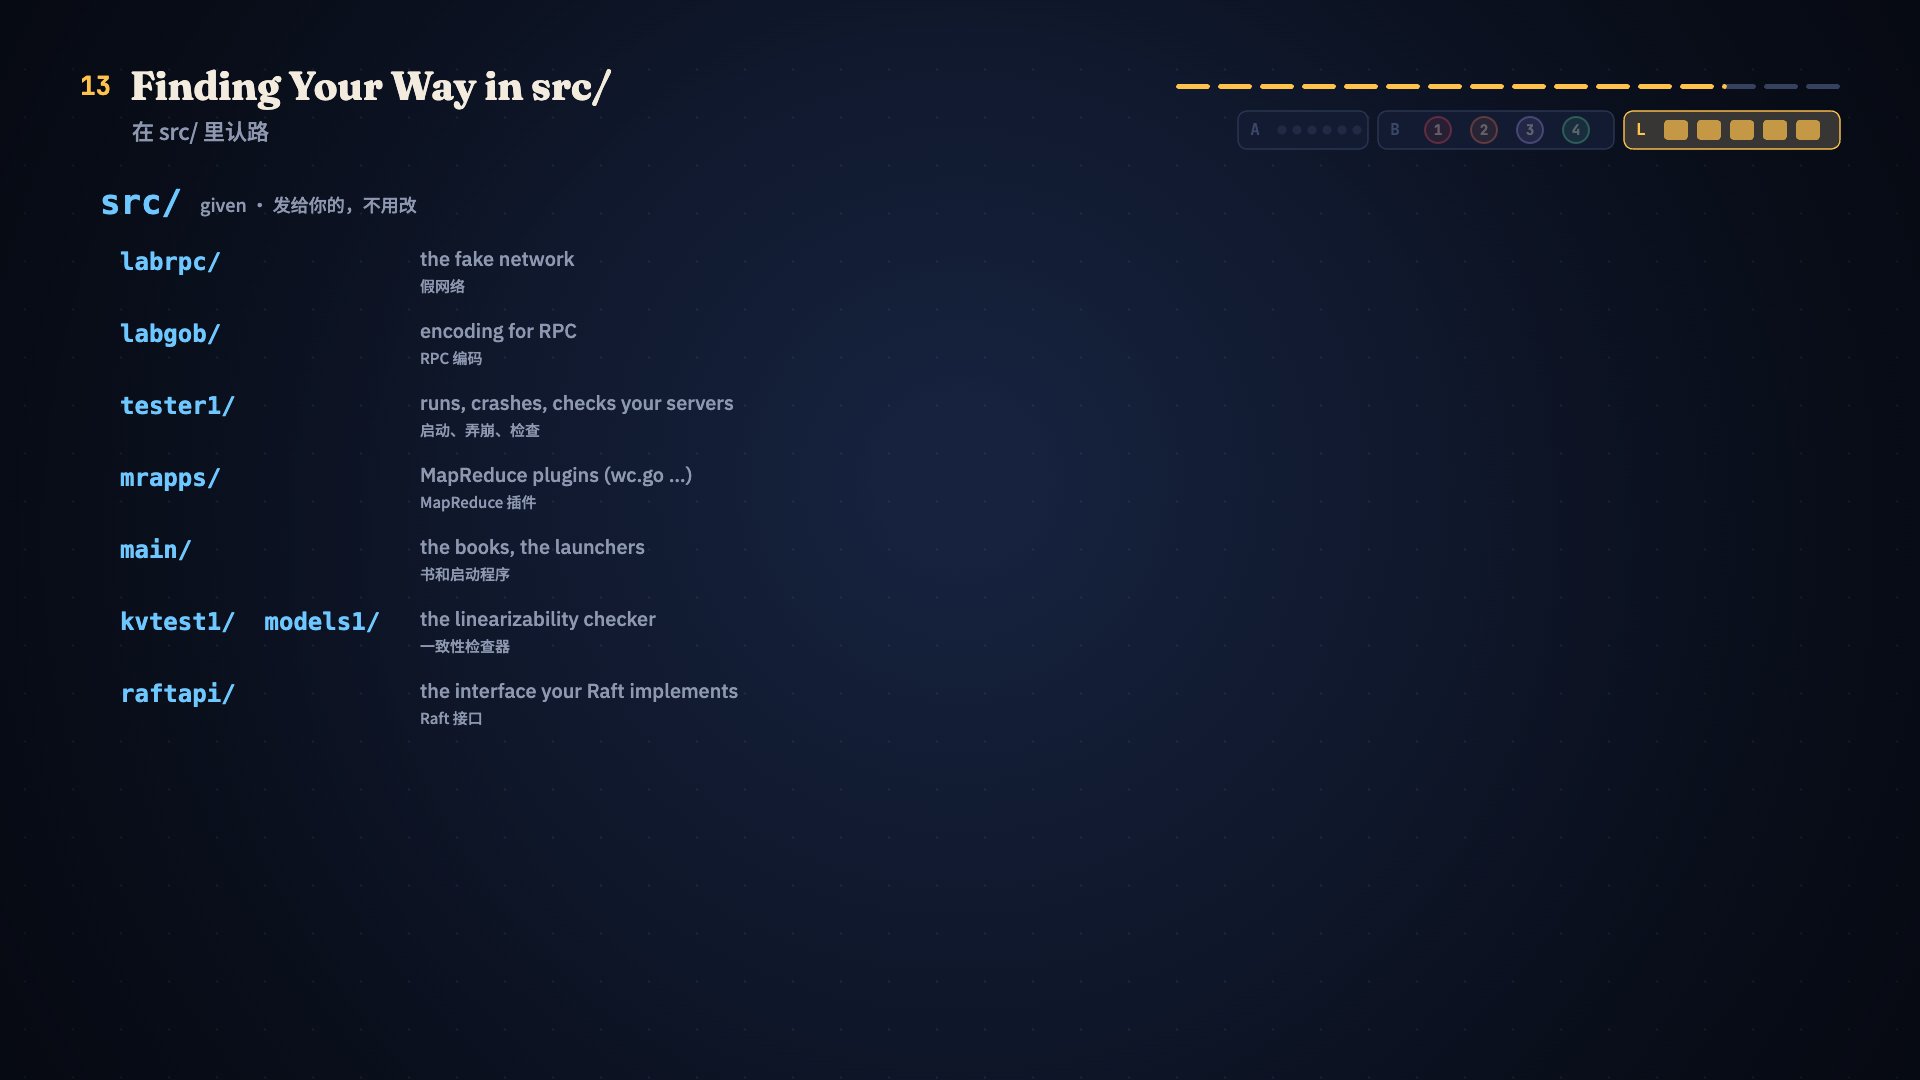 13 Finding Your Way in src/
在 src/ 里认路
A B 1 2 3 4 L
src/ given · 发给你的，不用改
labrpc/ the fake network
假网络
labgob/ encoding for RPC
RPC 编码
tester1/ runs, crashes, checks your servers
启动、弄崩、检查
mrapps/ MapReduce plugins (wc.go ...)
MapReduce 插件
main/ the books, the launchers
书和启动程序
kvtest1/ models1/ the linearizability checker
一致性检查器
raftapi/ the interface your Raft implements
Raft 接口